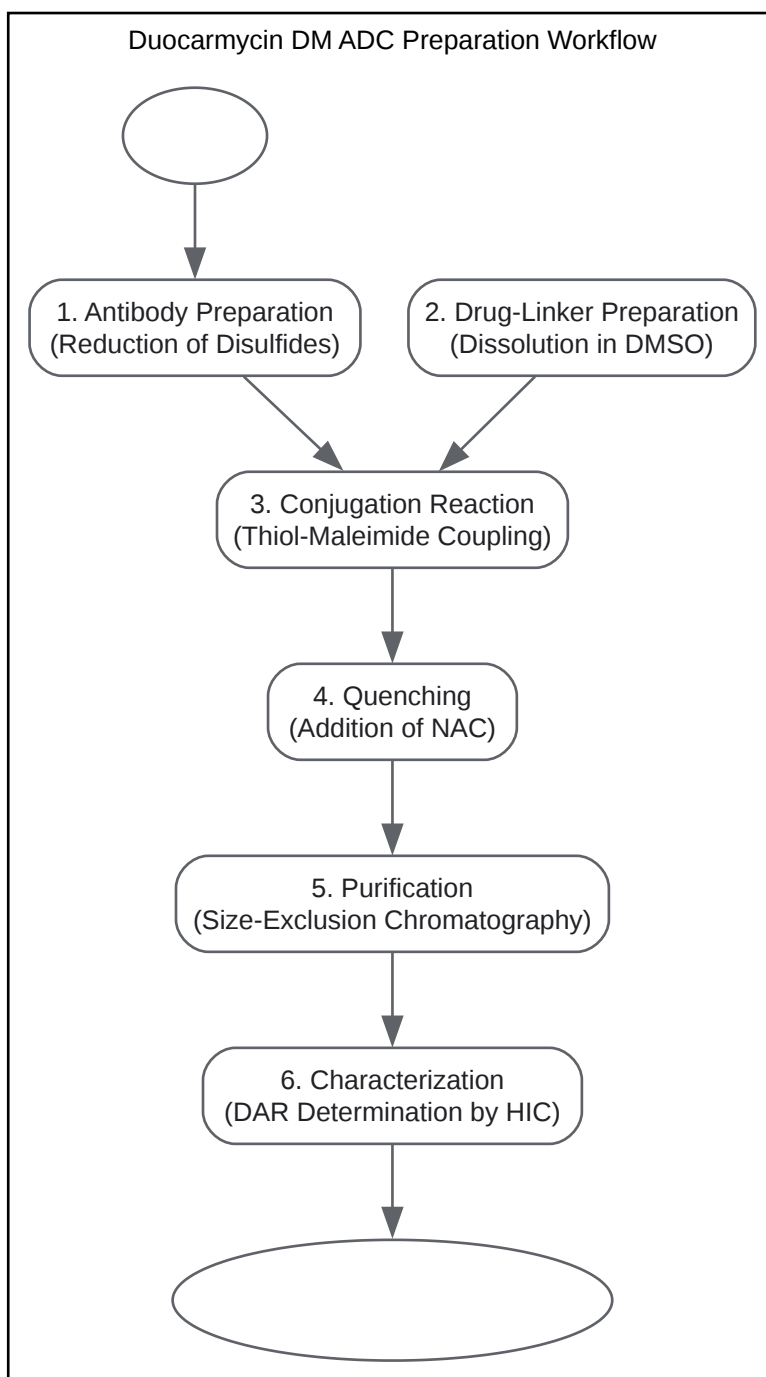 Duocarmycin DM ADC Preparation Workflow
1. Antibody Preparation
(Reduction of Disulfides)
2. Drug-Linker Preparation
(Dissolution in DMSO)
3. Conjugation Reaction
(Thiol-Maleimide Coupling)
4. Quenching
(Addition of NAC)
5. Purification
(Size-Exclusion Chromatography)
6. Characterization
(DAR Determination by HIC)